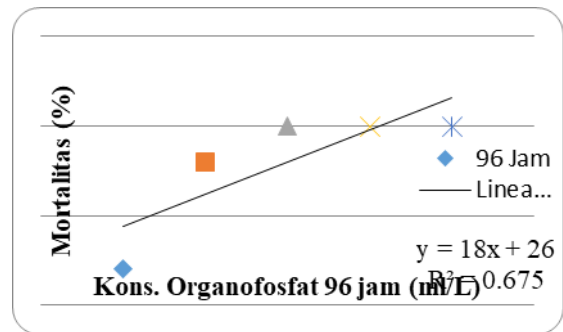 Mortalitas (%)
96 Jam
Linea...
y = 18x + 26
R² = 0.675
Kons. Organofosfat 96 jam (ml/L)